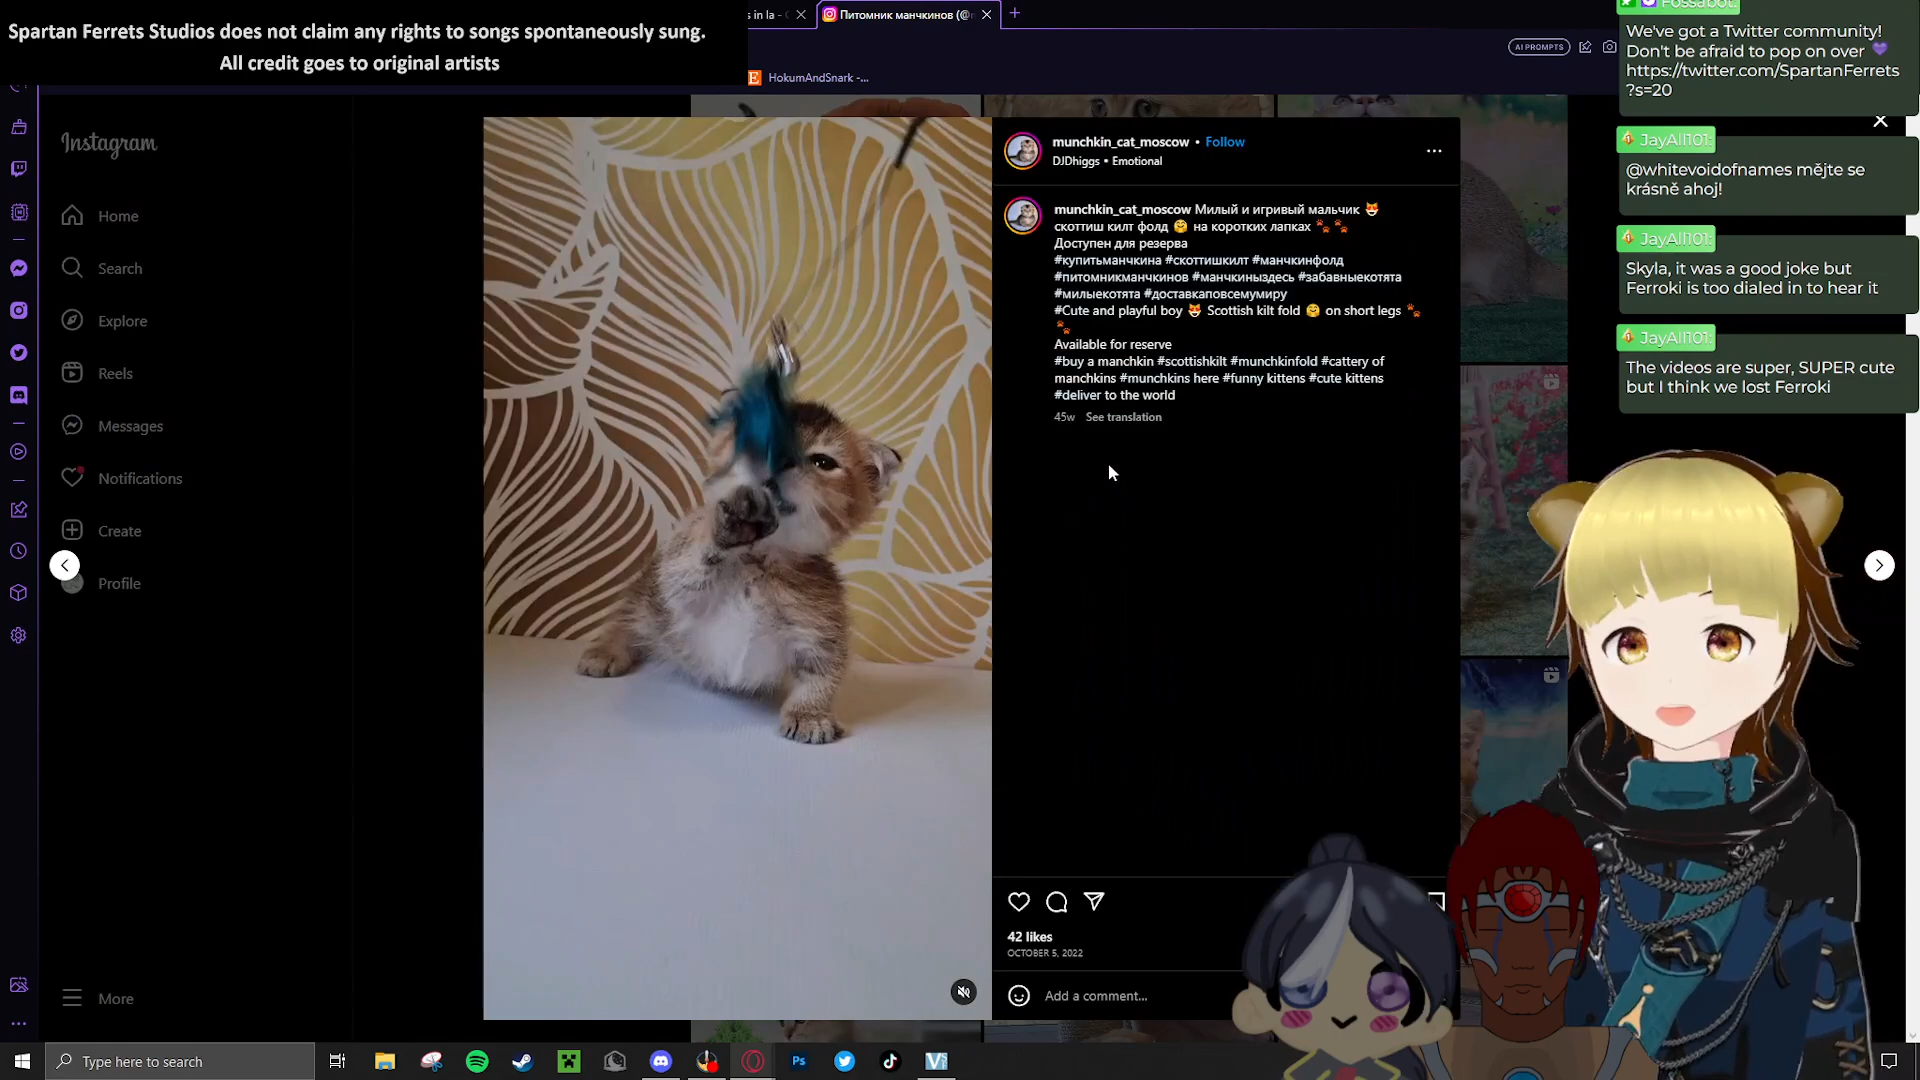 Spartan Ferrets Studios does not claim any rights to songs spontaneously sung.
All credit goes to original artists
s in la -
Питомник манчкинов (@
AI PROMPTS
HokumAndSnark -...
Instagram
Home
Search
Explore
Reels
Messages
Notifications
Create
Profile
More
munchkin_cat_moscow • Follow
DJDhiggs • Emotional
munchkin_cat_moscow Милый и игривый мальчик
скоттиш килт фолд 🤗 на коротких лапках 🐾 🐾
Доступен для резерва
#купитьманчкина #скоттишкилт #манчкинфолд
#питомникманчкинов #манчкиныздесь #забавныекотята
#милыекотята #доставкаповсемумиру
#Cute and playful boy 😻 Scottish kilt fold 🤗 on short legs 🐾
🐾
Available for reserve
#buy a manchkin #scottishkilt #munchkinfold #cattery of
manchkins #munchkins here #funny kittens #cute kittens
#deliver to the world
45w See translation
42 likes
OCTOBER 5, 2022
Add a comment...
Fossabot:
We've got a Twitter community!
Don't be afraid to pop on over 💜
https://twitter.com/SpartanFerrets
?s=20
JayAll101:
@whitevoidofnames mějte se
krásně ahoj!
JayAll101:
Skyla, it was a good joke but
Ferroki is too dialed in to hear it
JayAll101:
The videos are super, SUPER cute
but I think we lost Ferroki
Type here to search
Ps